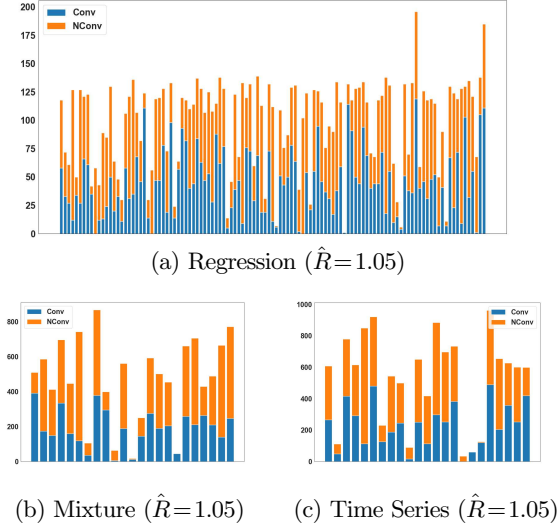 200
175
150
125
100
75
50
25
0
Conv
NConv
(a) Regression (R̂=1.05)
800
600
400
200
0
Conv
NConv
(b) Mixture (R̂=1.05)
1000
800
600
400
200
0
Conv
NConv
(c) Time Series (R̂=1.05)